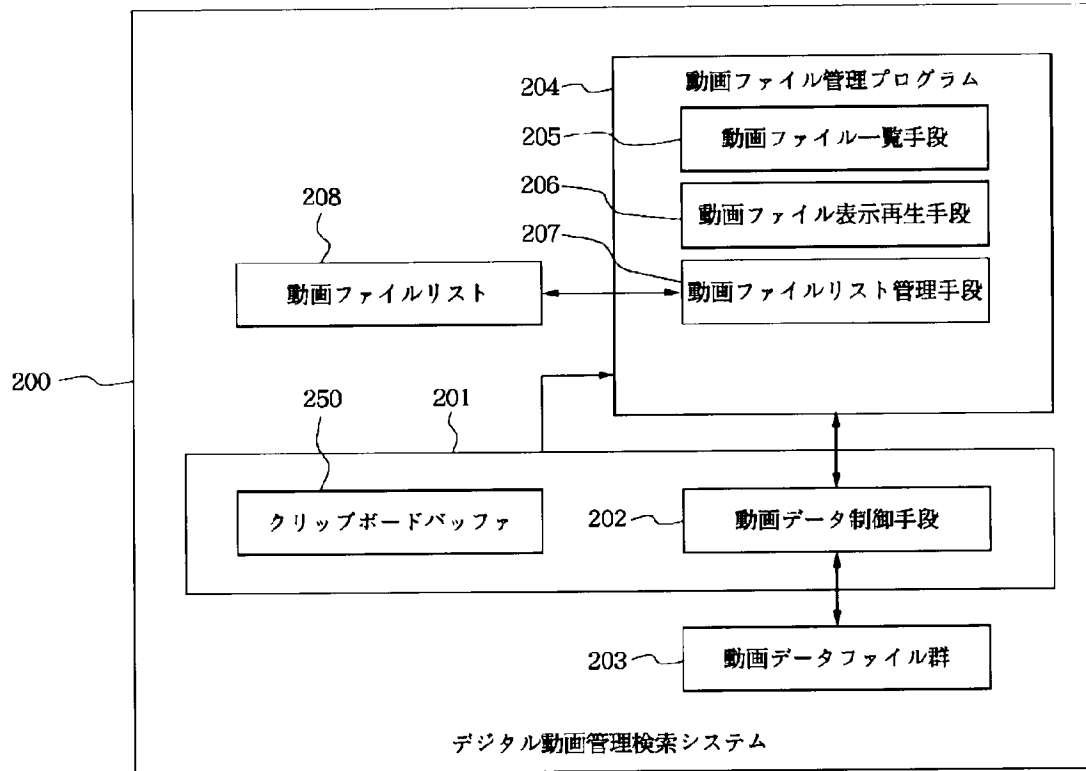 204
動画ファイル管理プログラム
205
動画ファイル一覧手段
206
動画ファイル表示再生手段
207
動画ファイルリスト管理手段
208
動画ファイルリスト
200
250
201
クリップボードバッファ
202
動画データ制御手段
203
動画データファイル群
デジタル動画管理検索システム